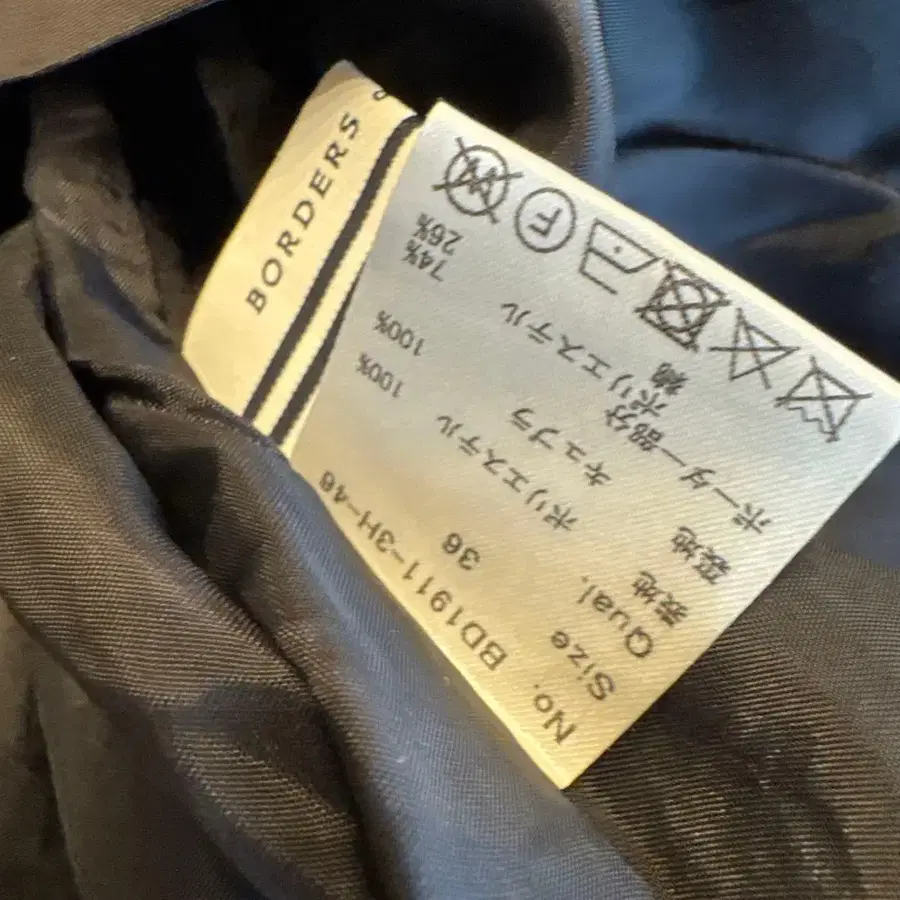 BORDERS &
No. BD1911-3H-46
Size 36
Qual.
表地 ポリエステル 100%
裏地 キュプラ 100%
ボーダー部分
ポリエステル 74%
綿 26%
W
F